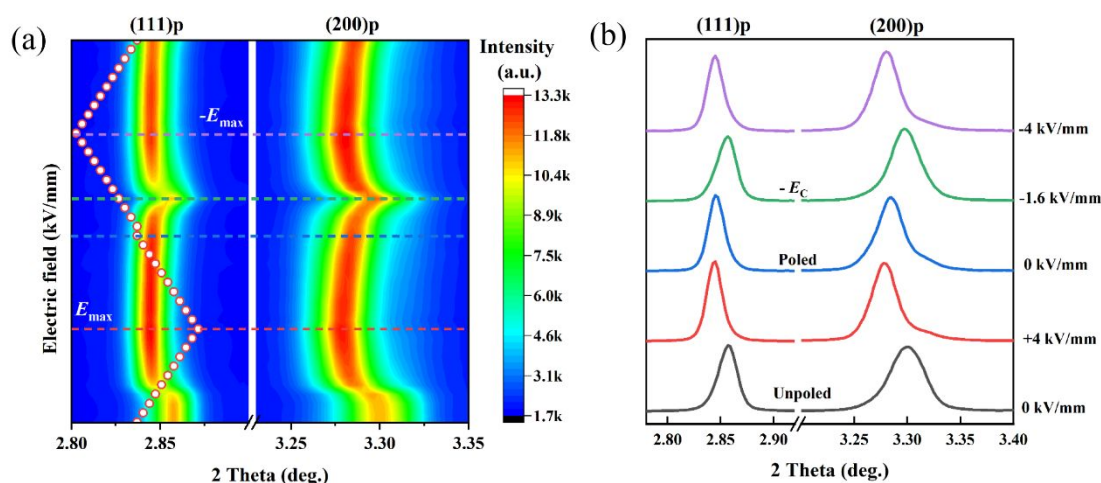 (a)
(111)p
(200)p
Intensity
(a.u.)
13.3k
11.8k
10.4k
8.9k
7.5k
6.0k
4.6k
3.1k
1.7k
-Emax
Emax
Electric field (kV/mm)
2.80
2.85
3.25
3.30
3.35
2 Theta (deg.)
(b)
(111)p
(200)p
-4 kV/mm
- EC
-1.6 kV/mm
Poled
0 kV/mm
+4 kV/mm
Unpoled
0 kV/mm
2.80
2.85
2.90
3.25
3.30
3.40
2 Theta (deg.)